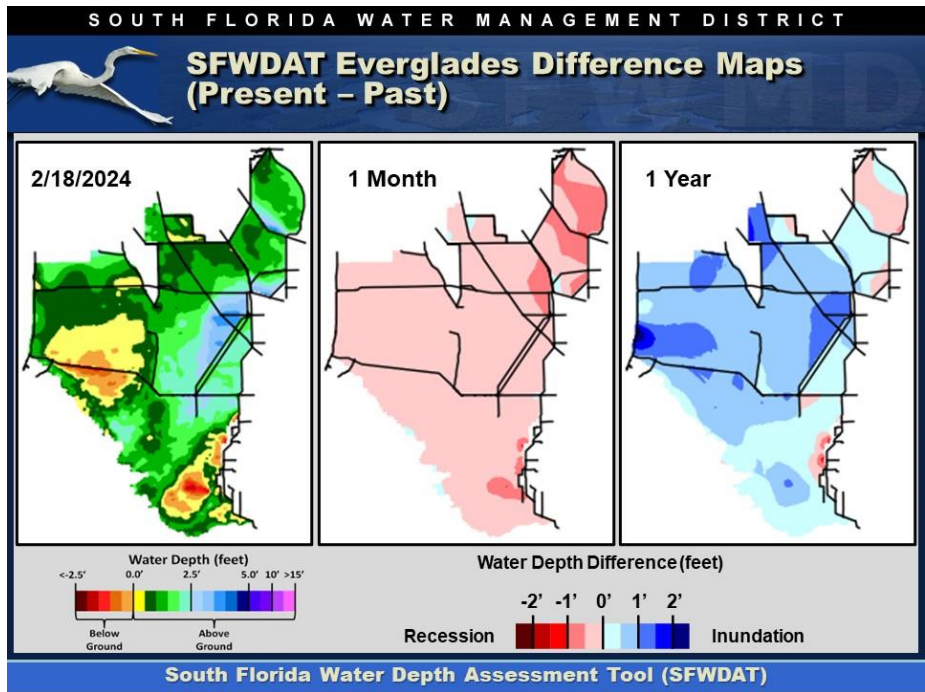 SOUTH FLORIDA WATER MANAGEMENT DISTRICT
SFWDAT Everglades Difference Maps
(Present – Past)
SFWMD
2/18/2024
1 Month
1 Year
Water Depth (feet)
<-2.5' 0.0' 2.5' 5.0' 10' >15'
Below
Ground
Above
Ground
Water Depth Difference (feet)
-2' -1' 0' 1' 2'
Recession
Inundation
South Florida Water Depth Assessment Tool (SFWDAT)